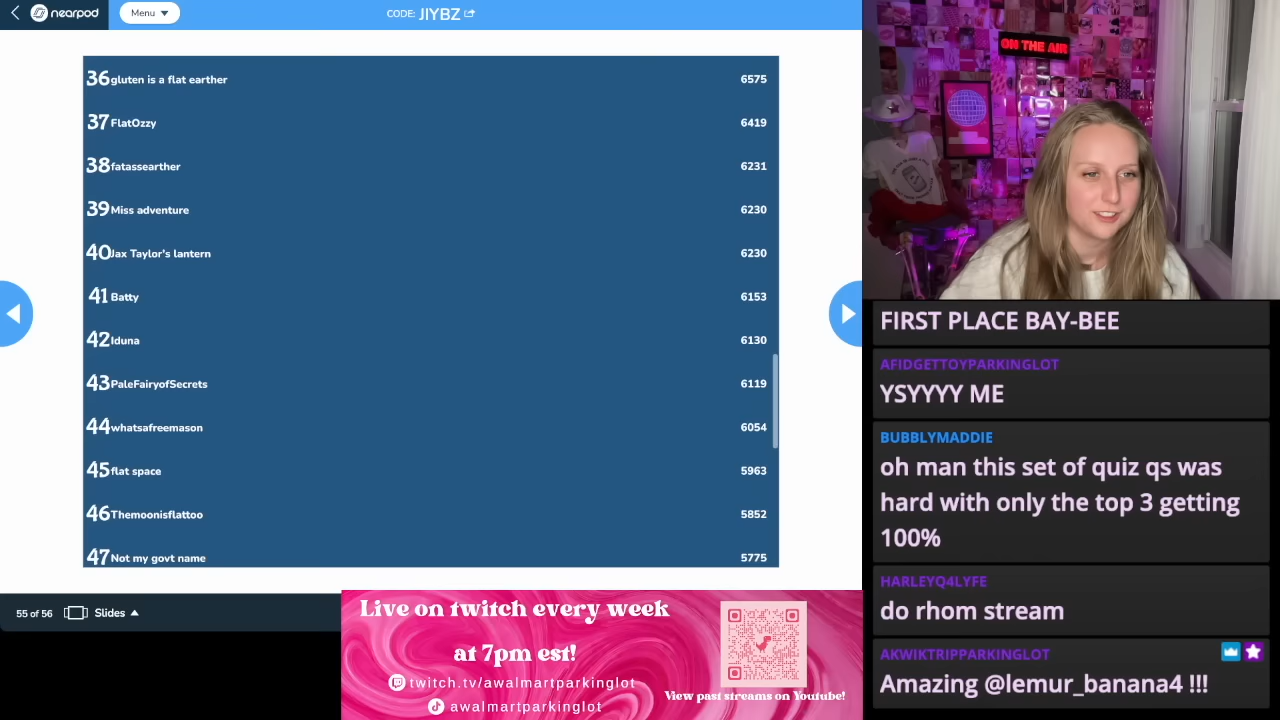 nearpod
Menu
CODE: JIYBZ
36 gluten is a flat earther 6575
37 FlatOzzy 6419
38 fatassearther 6231
39 Miss adventure 6230
40 Jax Taylor's lantern 6230
41 Batty 6153
42 Iduna 6130
43 PaleFairyofSecrets 6119
44 whatsafreemason 6054
45 flat space 5963
46 Themoonisflattoo 5852
47 Not my govt name 5775
55 of 56 Slides
Live on twitch every week
at 7pm est!
twitch.tv/awalmartparkinglot
awalmartparkinglot
View past streams on Youtube!
ON THE AIR
FIRST PLACE BAY-BEE
AFIDGETTOYPARKINGLOT
YSYYYY ME
BUBBLYMADDIE
oh man this set of quiz qs was
hard with only the top 3 getting
100%
HARLEYQ4LYFE
do rhom stream
AKWIKTRIPPARKINGLOT
Amazing @lemur_banana4 !!!